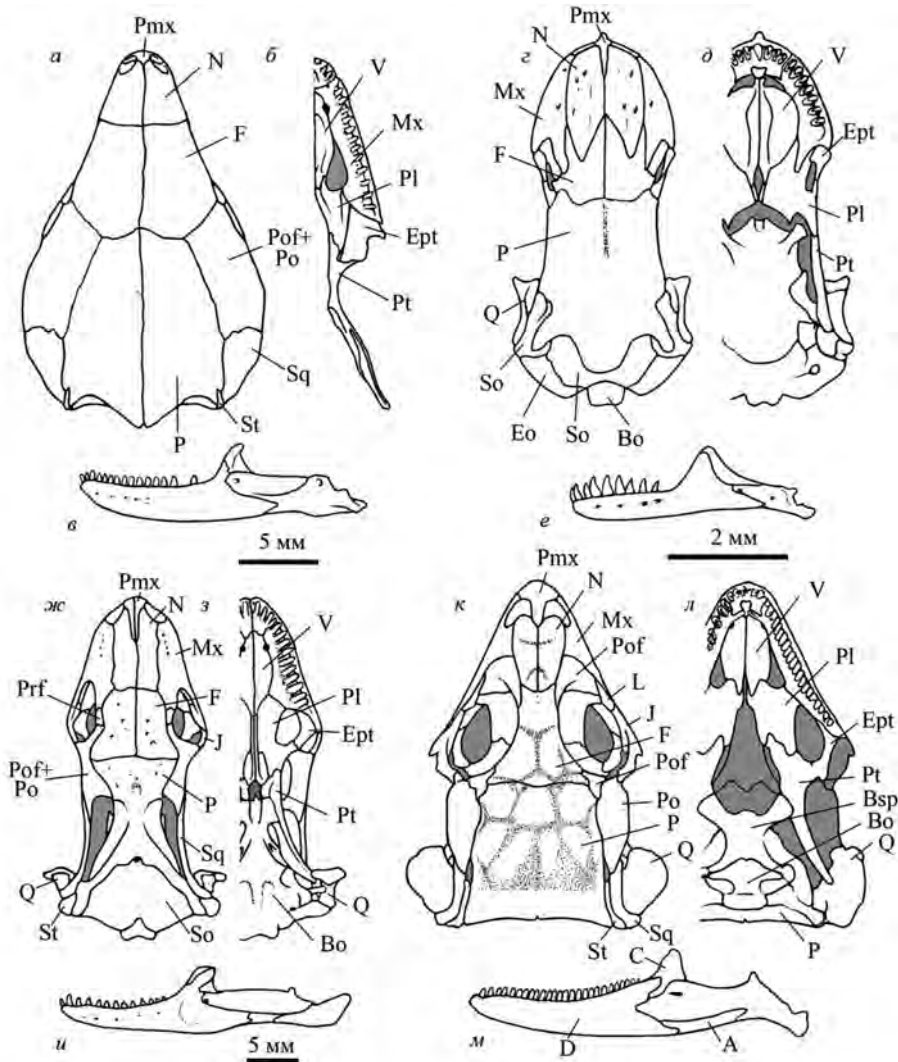 Pmx
а
N
б
V
F
Mx
Pl
Pof+
Po
Ept
Pt
Sq
St
P
в
5 мм
Pmx
N
г
д
V
Mx
Ept
F
Pl
P
Pt
Q
So
Eo
So
Bo
е
2 мм
Pmx
N
ж
з
V
Mx
Prf
F
Pl
Ept
J
Pof+
Po
P
Pt
Sq
Q
Q
St
So
Bo
и
5 мм
Pmx
к
N
л
V
Mx
Pof
Pl
L
J
Ept
F
Pof
Pt
Po
Bsp
P
Bo
Q
Q
St
Sq
P
C
D
A
м